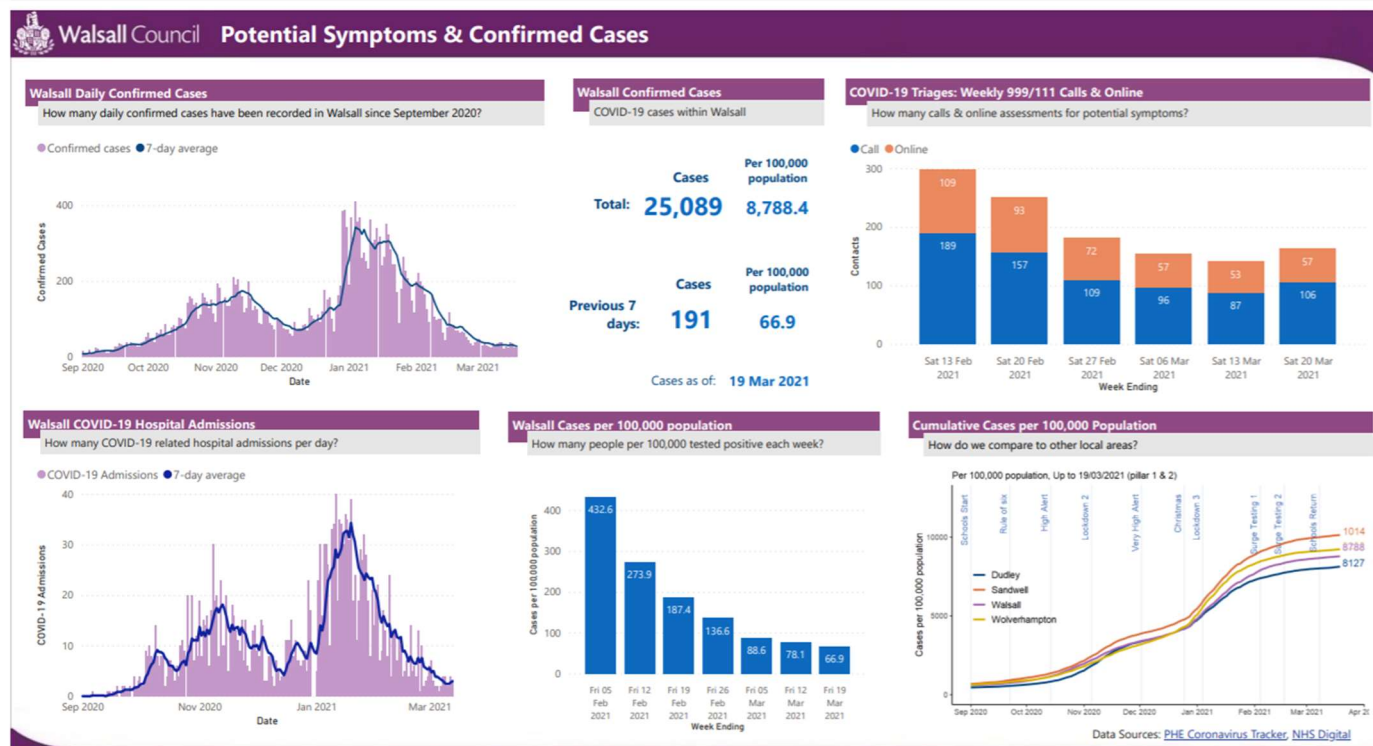 Walsall Council Potential Symptoms & Confirmed Cases
Walsall Daily Confirmed Cases
How many daily confirmed cases have been recorded in Walsall since September 2020?
Confirmed cases 7-day average
Confirmed Cases
400
200
0
Sep 2020 Oct 2020 Nov 2020 Dec 2020 Jan 2021 Feb 2021 Mar 2021
Date
Walsall Confirmed Cases
COVID-19 cases within Walsall
Cases
Per 100,000
population
Total: 25,089 8,788.4
Cases
Per 100,000
population
Previous 7
days: 191 66.9
Cases as of: 19 Mar 2021
COVID-19 Triages: Weekly 999/111 Calls & Online
How many calls & online assessments for potential symptoms?
Call Online
Contacts
300
200
100
0
109 93 72 57 53 57
189 157 109 96 87 106
Sat 13 Feb Sat 20 Feb Sat 27 Feb Sat 06 Mar Sat 13 Mar Sat 20 Mar
2021 2021 2021 2021 2021 2021
Week Ending
Walsall COVID-19 Hospital Admissions
How many COVID-19 related hospital admissions per day?
COVID-19 Admissions 7-day average
COVID-19 Admissions
40
30
20
10
0
Sep 2020 Nov 2020 Jan 2021 Mar 2021
Date
Walsall Cases per 100,000 population
How many people per 100,000 tested positive each week?
Cases per 100,000 population
400
300
200
100
0
432.6 273.9 187.4 136.6 88.6 78.1 66.9
Fri 05 Fri 12 Fri 19 Fri 26 Fri 05 Fri 12 Fri 19
Feb Feb Feb Feb Mar Mar Mar
2021 2021 2021 2021 2021 2021 2021
Week Ending
Cumulative Cases per 100,000 Population
How do we compare to other local areas?
Per 100,000 population, Up to 19/03/2021 (pillar 1 & 2)
Cases per 100,000 population
10000
5000
0
Schools Start
Rule of six
High Alert
Lockdown 2
Very High Alert
Christmas
Lockdown 3
Surge Testing 1
Surge Testing 2
Schools Return
1014
8788
8127
Dudley
Sandwell
Walsall
Wolverhampton
Sep 2020 Oct 2020 Nov 2020 Dec 2020 Jan 2021 Feb 2021 Mar 2021 Apr 20
Data Sources: PHE Coronavirus Tracker, NHS Digital